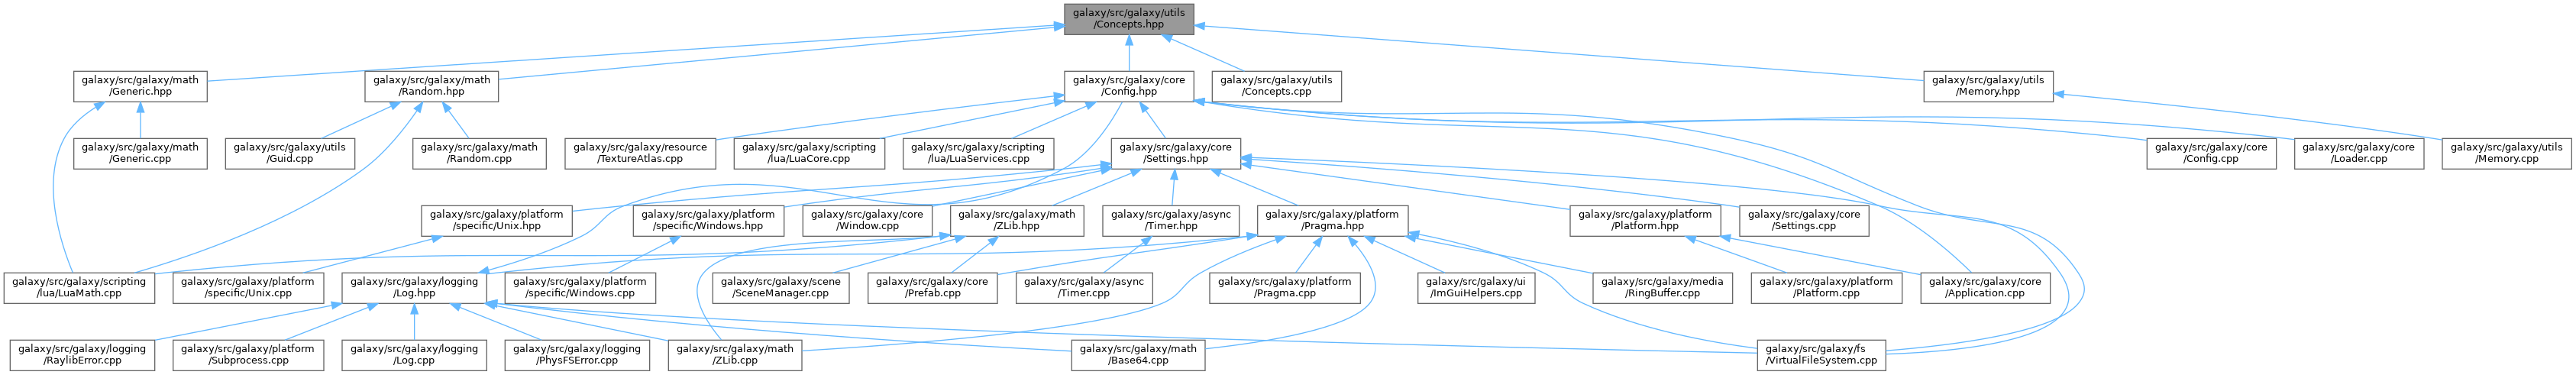 galaxy/src/galaxy/utils
/Concepts.hpp
galaxy/src/galaxy/math
/Generic.hpp
galaxy/src/galaxy/math
/Random.hpp
galaxy/src/galaxy/core
/Config.hpp
galaxy/src/galaxy/utils
/Concepts.cpp
galaxy/src/galaxy/utils
/Memory.hpp
galaxy/src/galaxy/math
/Generic.cpp
galaxy/src/galaxy/utils
/Guid.cpp
galaxy/src/galaxy/math
/Random.cpp
galaxy/src/galaxy/resource
/TextureAtlas.cpp
galaxy/src/galaxy/scripting
/lua/LuaCore.cpp
galaxy/src/galaxy/scripting
/lua/LuaServices.cpp
galaxy/src/galaxy/core
/Settings.hpp
galaxy/src/galaxy/core
/Config.cpp
galaxy/src/galaxy/core
/Loader.cpp
galaxy/src/galaxy/utils
/Memory.cpp
galaxy/src/galaxy/platform
/specific/Unix.hpp
galaxy/src/galaxy/platform
/specific/Windows.hpp
galaxy/src/galaxy/core
/Window.cpp
galaxy/src/galaxy/math
/ZLib.hpp
galaxy/src/galaxy/async
/Timer.hpp
galaxy/src/galaxy/platform
/Pragma.hpp
galaxy/src/galaxy/platform
/Platform.hpp
galaxy/src/galaxy/core
/Settings.cpp
galaxy/src/galaxy/scripting
/lua/LuaMath.cpp
galaxy/src/galaxy/platform
/specific/Unix.cpp
galaxy/src/galaxy/logging
/Log.hpp
galaxy/src/galaxy/platform
/specific/Windows.cpp
galaxy/src/galaxy/scene
/SceneManager.cpp
galaxy/src/galaxy/core
/Prefab.cpp
galaxy/src/galaxy/async
/Timer.cpp
galaxy/src/galaxy/platform
/Pragma.cpp
galaxy/src/galaxy/ui
/ImGuiHelpers.cpp
galaxy/src/galaxy/media
/RingBuffer.cpp
galaxy/src/galaxy/platform
/Platform.cpp
galaxy/src/galaxy/core
/Application.cpp
galaxy/src/galaxy/logging
/RaylibError.cpp
galaxy/src/galaxy/platform
/Subprocess.cpp
galaxy/src/galaxy/logging
/Log.cpp
galaxy/src/galaxy/logging
/PhysFSError.cpp
galaxy/src/galaxy/math
/ZLib.cpp
galaxy/src/galaxy/math
/Base64.cpp
galaxy/src/galaxy/fs
/VirtualFileSystem.cpp